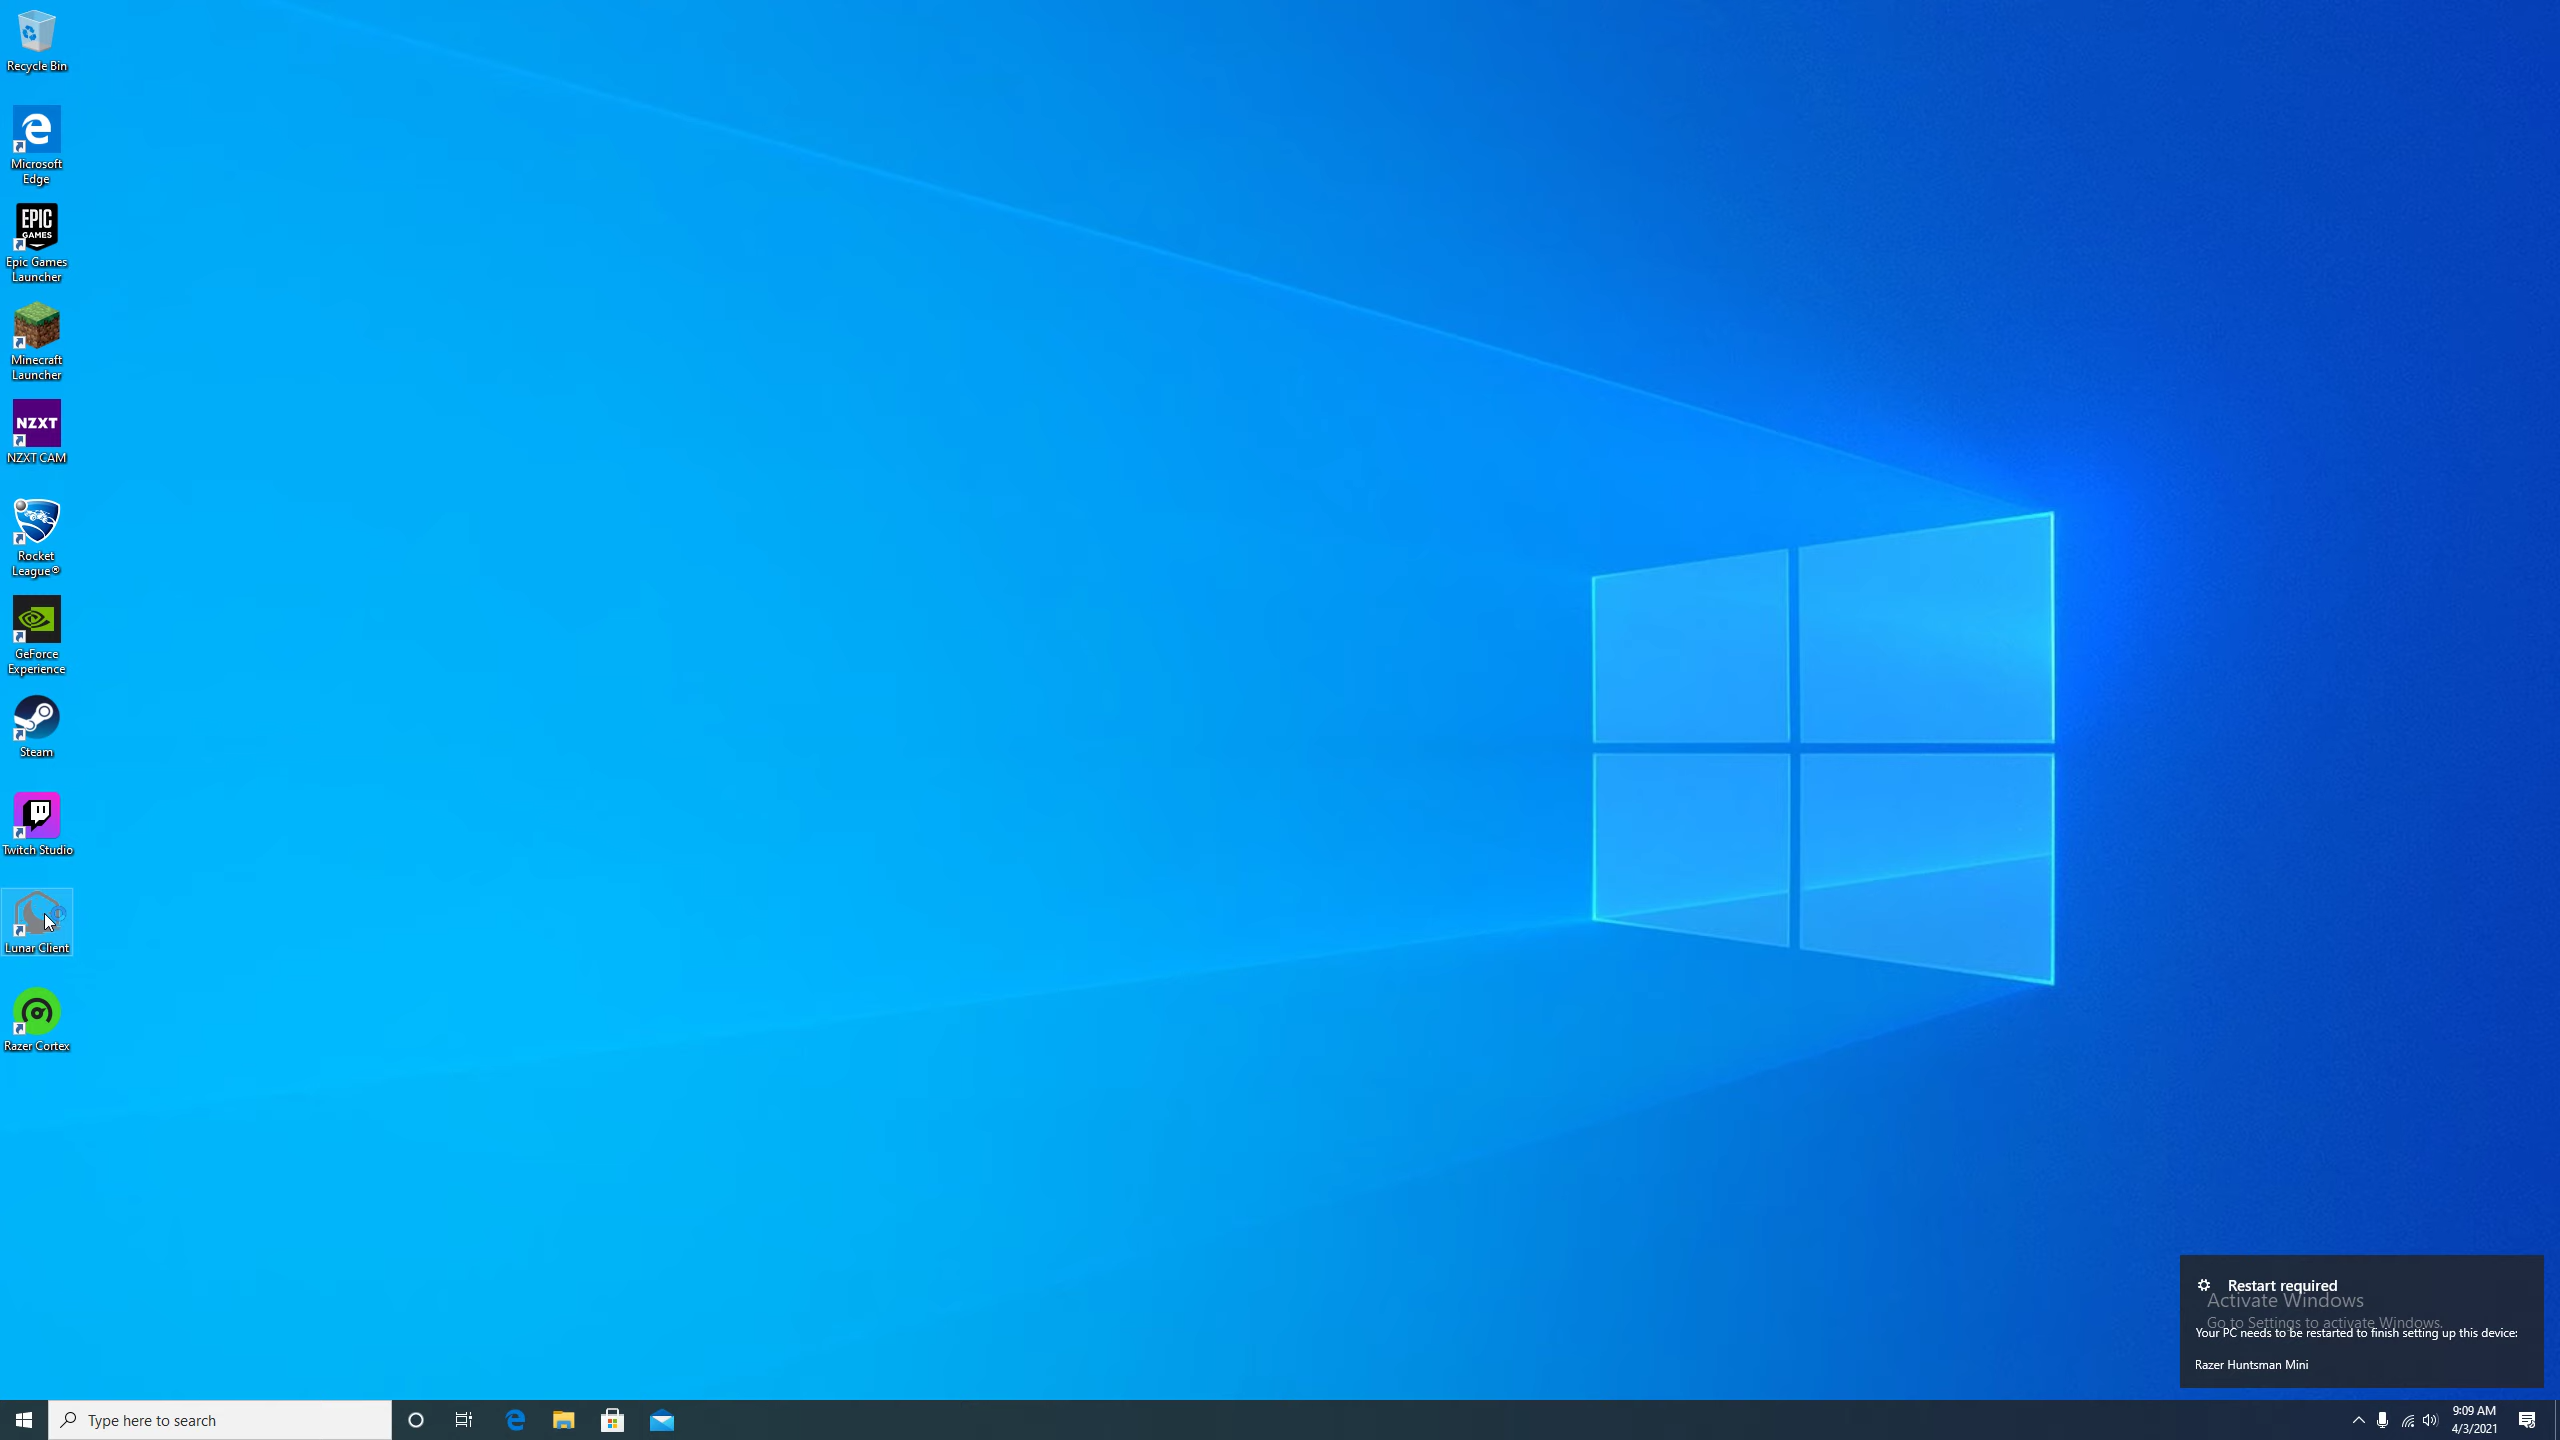 Recycle Bin
Microsoft
Edge
EPIC
GAMES
Epic Games
Launcher
Minecraft
Launcher
NZXT
NZXT CAM
Rocket
League®
GeForce
Experience
Steam
Twitch Studio
Lunar Client
Razer Cortex
Restart required
Activate Windows
Go to Settings to activate Windows.
Your PC needs to be restarted to finish setting up this device:
Razer Huntsman Mini
Type here to search
9:09 AM
4/3/2021